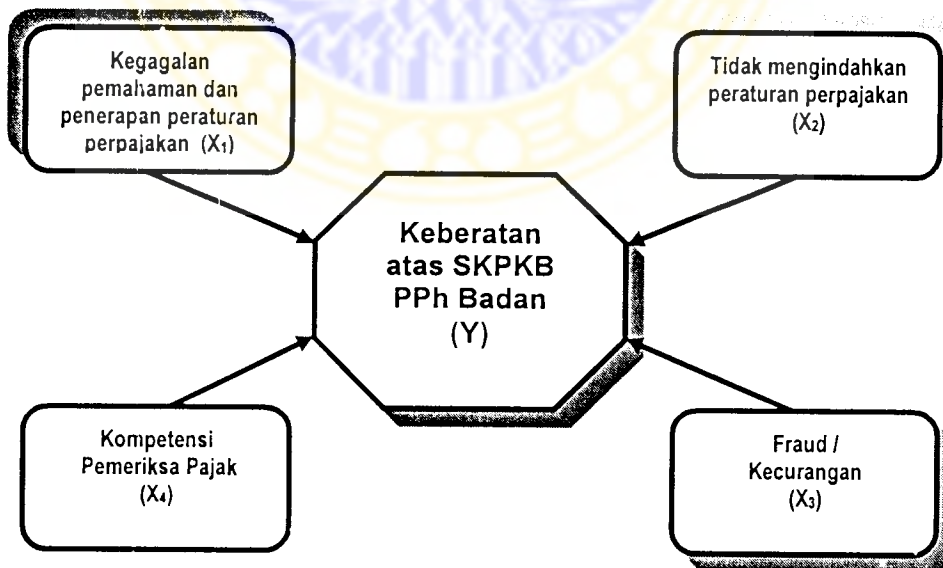 Kegagalan
pemahaman dan
penerapan peraturan
perpajakan (X₁)
Tidak mengindahkan
peraturan perpajakan
(X₂)
Keberatan
atas SKPKB
PPh Badan
(Y)
Kompetensi
Pemeriksa Pajak
(X₄)
Fraud /
Kecurangan
(X₃)